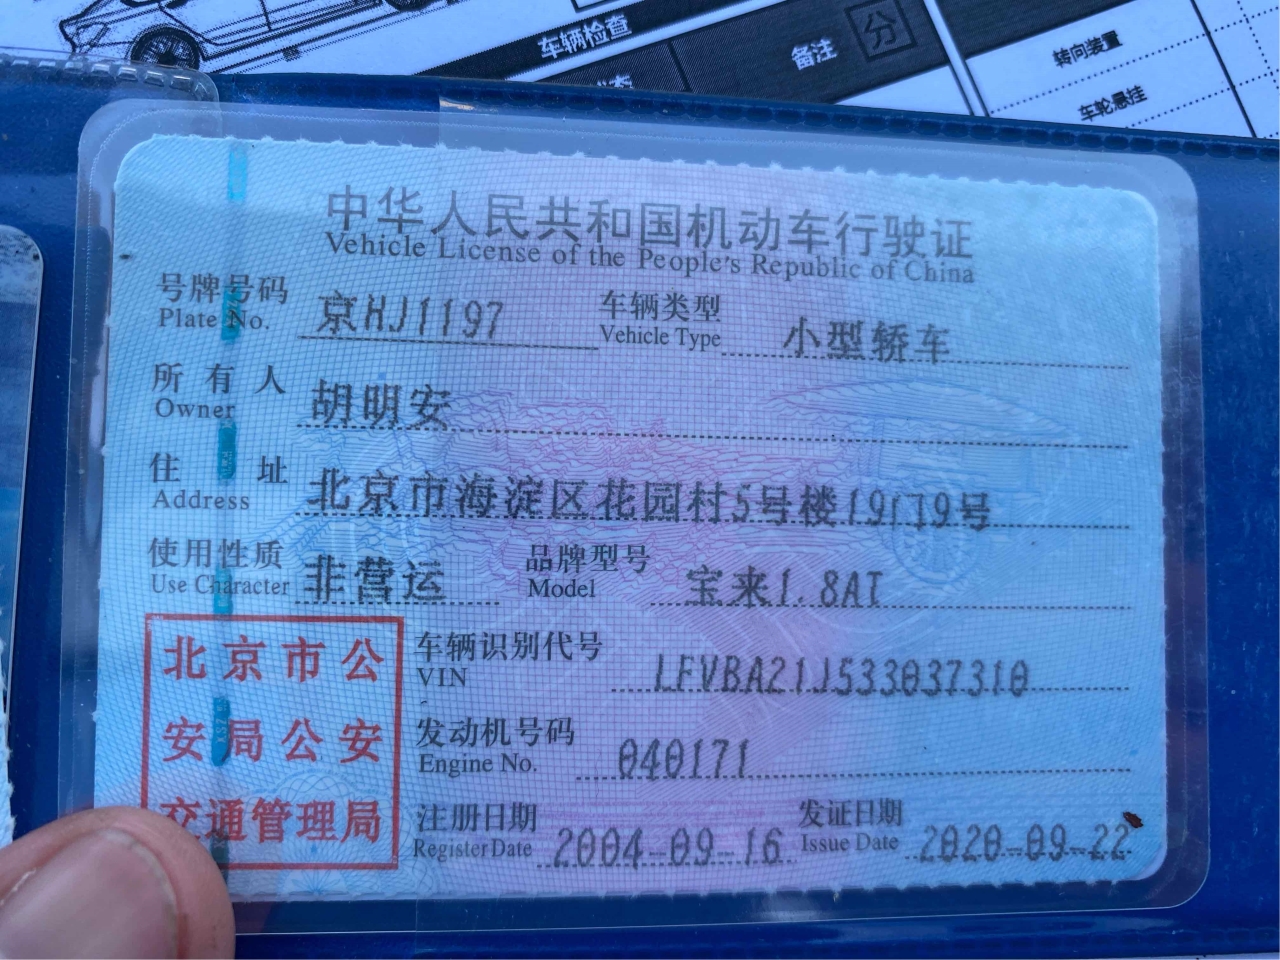 车辆检查
备注
分
转向装置
车轮悬挂
中华人民共和国机动车行驶证
Vehicle License of the People's Republic of China
号牌号码 京HJ1197 车辆类型 小型轿车
Plate No. Vehicle Type
所有人 胡明安
Owner
住址 北京市海淀区花园村5号楼19门9号
Address
使用性质 非营运 品牌型号 宝来1.8AT
Use Character Model
北京市公
安局公安
交通管理局
车辆识别代号 LFVBA21J533037310
VIN
发动机号码 040171
Engine No.
注册日期 2004-09-16 发证日期 2020-09-22
Register Date Issue Date